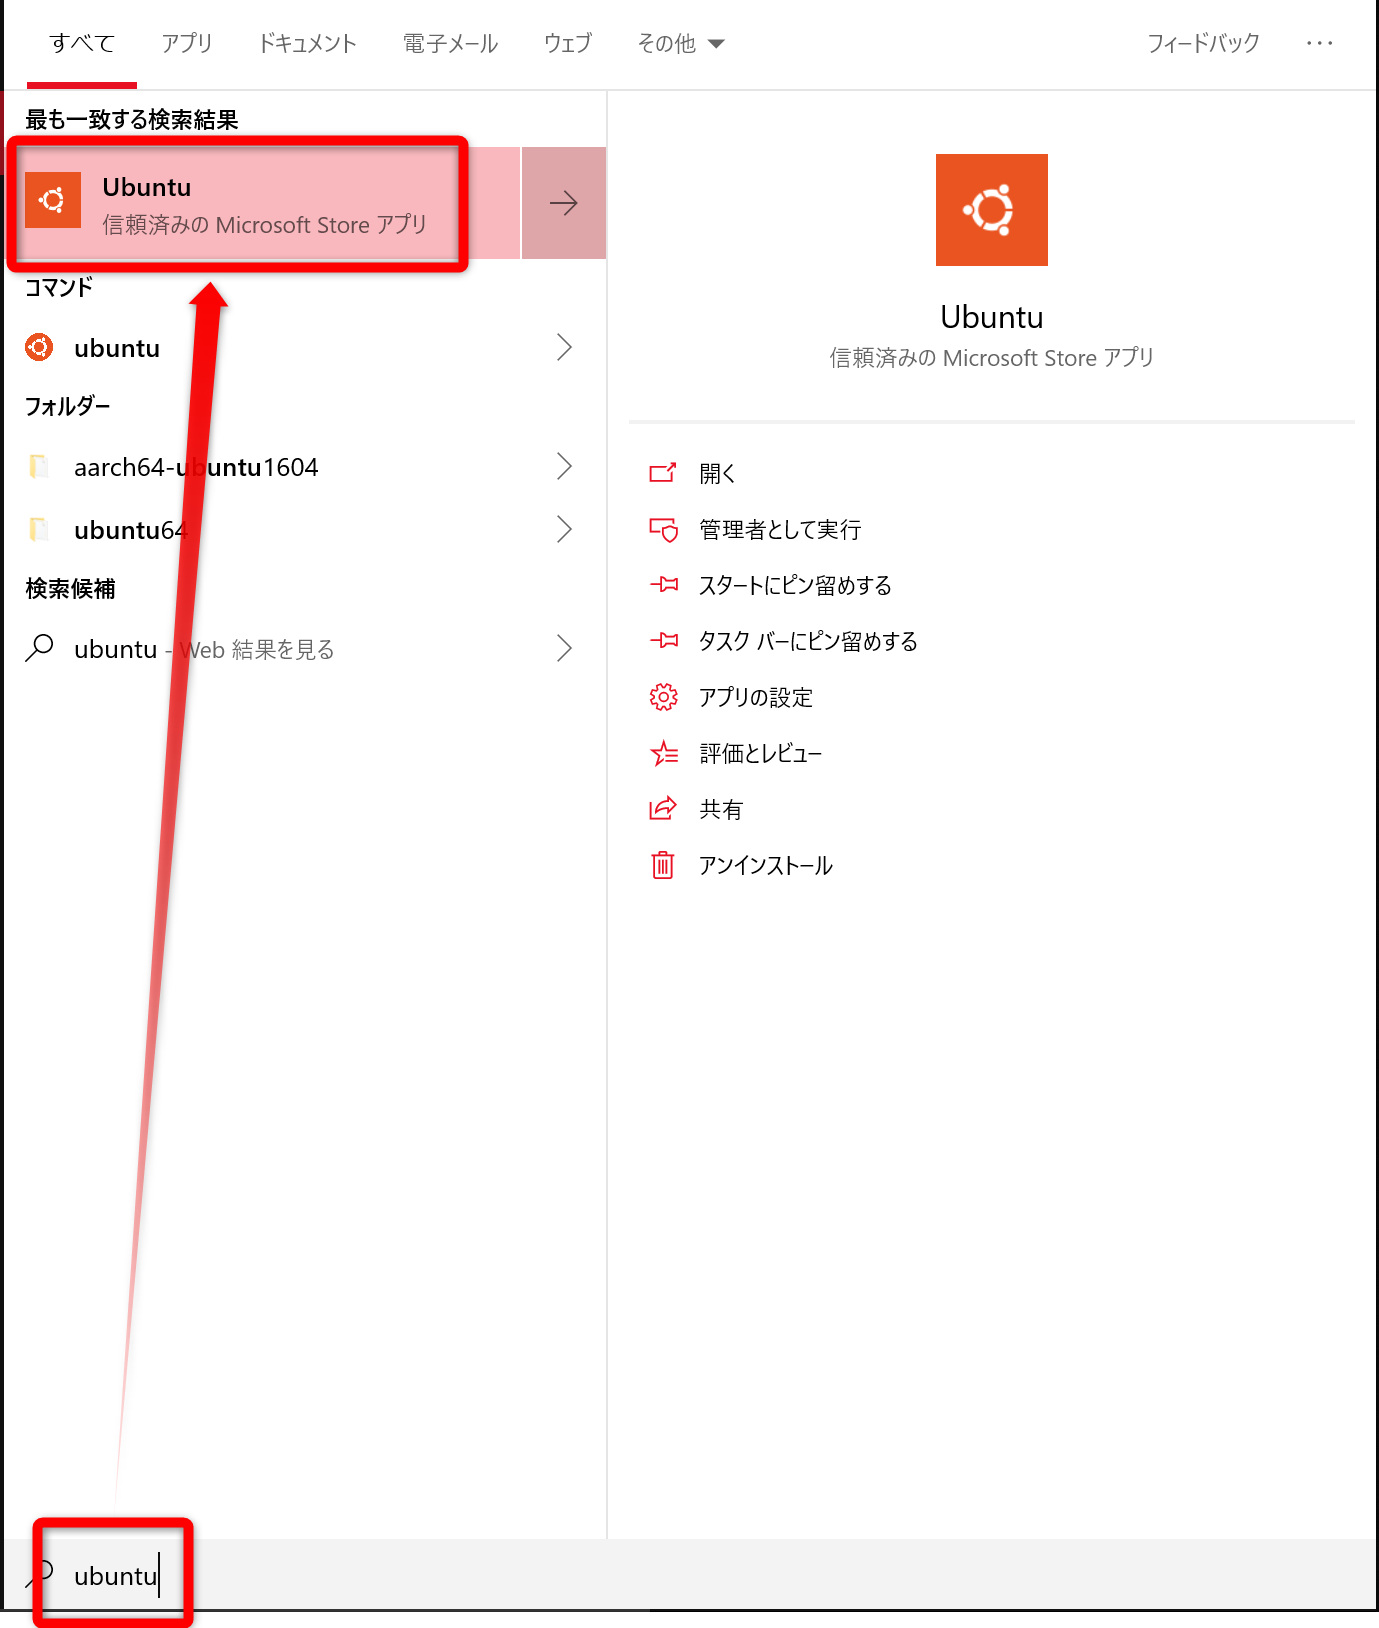 すべて アプリ ドキュメント 電子メール ウェブ その他 フィードバック ···
最も一致する検索結果
Ubuntu
信頼済みの Microsoft Store アプリ
コマンド
ubuntu
フォルダー
aarch64-ubuntu1604
ubuntu64
検索候補
ubuntu - Web 結果を見る
Ubuntu
信頼済みの Microsoft Store アプリ
開く
管理者として実行
スタートにピン留めする
タスク バーにピン留めする
アプリの設定
評価とレビュー
共有
アンインストール
ubuntu